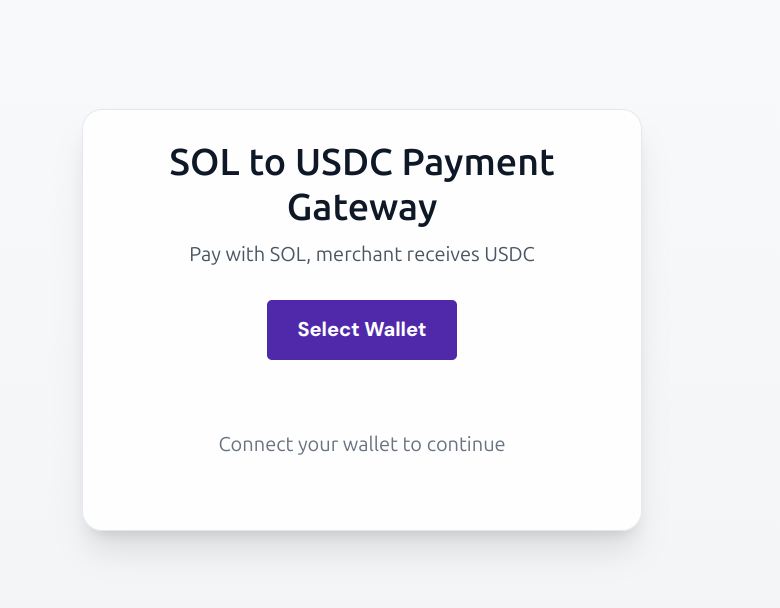 SOL to USDC Payment
Gateway
Pay with SOL, merchant receives USDC
Select Wallet
Connect your wallet to continue